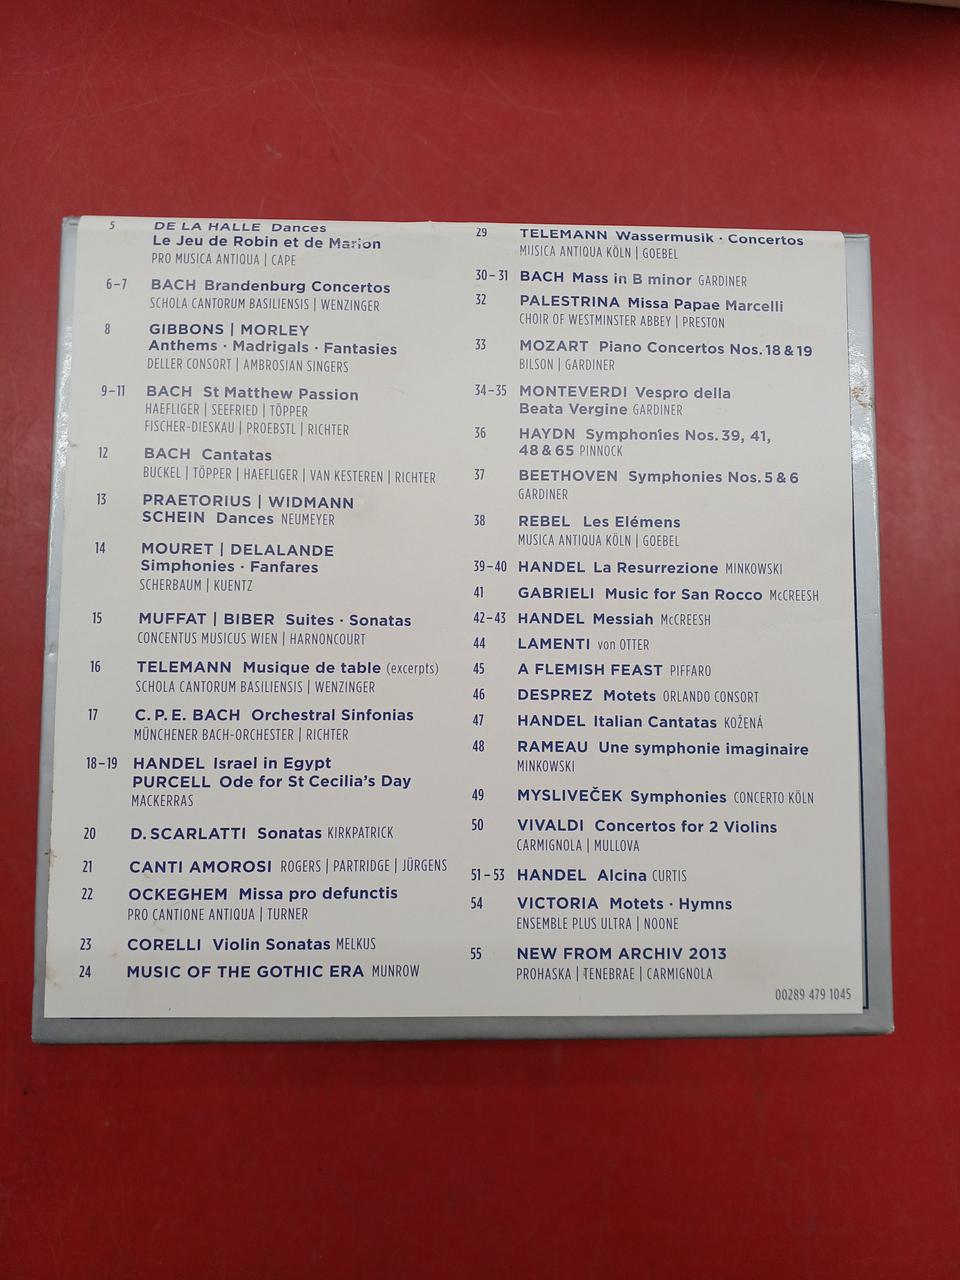 5 DE LA HALLE Dances
Le Jeu de Robin et de Marion
PRO MUSICA ANTIQUA | CAPE
6–7 BACH Brandenburg Concertos
SCHOLA CANTORUM BASILIENSIS | WENZINGER
8 GIBBONS | MORLEY
Anthems · Madrigals · Fantasies
DELLER CONSORT | AMBROSIAN SINGERS
9–11 BACH St Matthew Passion
HAEFLIGER | SEEFRIED | TÖPPER
FISCHER-DIESKAU | PROEBSTL | RICHTER
12 BACH Cantatas
BUCKEL | TÖPPER | HAEFLIGER | VAN KESTEREN | RICHTER
13 PRAETORIUS | WIDMANN
SCHEIN Dances NEUMEYER
14 MOURET | DELALANDE
Simphonies · Fanfares
SCHERBAUM | KUENTZ
15 MUFFAT | BIBER Suites · Sonatas
CONCENTUS MUSICUS WIEN | HARNONCOURT
16 TELEMANN Musique de table (excerpts)
SCHOLA CANTORUM BASILIENSIS | WENZINGER
17 C.P.E. BACH Orchestral Sinfonias
MÜNCHENER BACH-ORCHESTER | RICHTER
18–19 HANDEL Israel in Egypt
PURCELL Ode for St Cecilia's Day
MACKERRAS
20 D. SCARLATTI Sonatas KIRKPATRICK
21 CANTI AMOROSI ROGERS | PARTRIDGE | JÜRGENS
22 OCKEGHEM Missa pro defunctis
PRO CANTIONE ANTIQUA | TURNER
23 CORELLI Violin Sonatas MELKUS
24 MUSIC OF THE GOTHIC ERA MUNROW
29 TELEMANN Wassermusik · Concertos
MUSICA ANTIQUA KÖLN | GOEBEL
30–31 BACH Mass in B minor GARDINER
32 PALESTRINA Missa Papae Marcelli
CHOIR OF WESTMINSTER ABBEY | PRESTON
33 MOZART Piano Concertos Nos. 18 & 19
BILSON | GARDINER
34–35 MONTEVERDI Vespro della
Beata Vergine GARDINER
36 HAYDN Symphonies Nos. 39, 41,
48 & 65 PINNOCK
37 BEETHOVEN Symphonies Nos. 5 & 6
GARDINER
38 REBEL Les Elémens
MUSICA ANTIQUA KÖLN | GOEBEL
39–40 HANDEL La Resurrezione MINKOWSKI
41 GABRIELI Music for San Rocco McCREESH
42–43 HANDEL Messiah McCREESH
44 LAMENTI von OTTER
45 A FLEMISH FEAST PIFFARO
46 DESPREZ Motets ORLANDO CONSORT
47 HANDEL Italian Cantatas KOŽENÁ
48 RAMEAU Une symphonie imaginaire
MINKOWSKI
49 MYSLIVEČEK Symphonies CONCERTO KÖLN
50 VIVALDI Concertos for 2 Violins
CARMIGNOLA | MULLOVA
51–53 HANDEL Alcina CURTIS
54 VICTORIA Motets · Hymns
ENSEMBLE PLUS ULTRA | NOONE
55 NEW FROM ARCHIV 2013
PROHASKA | TENEBRAE | CARMIGNOLA
00289 479 1045